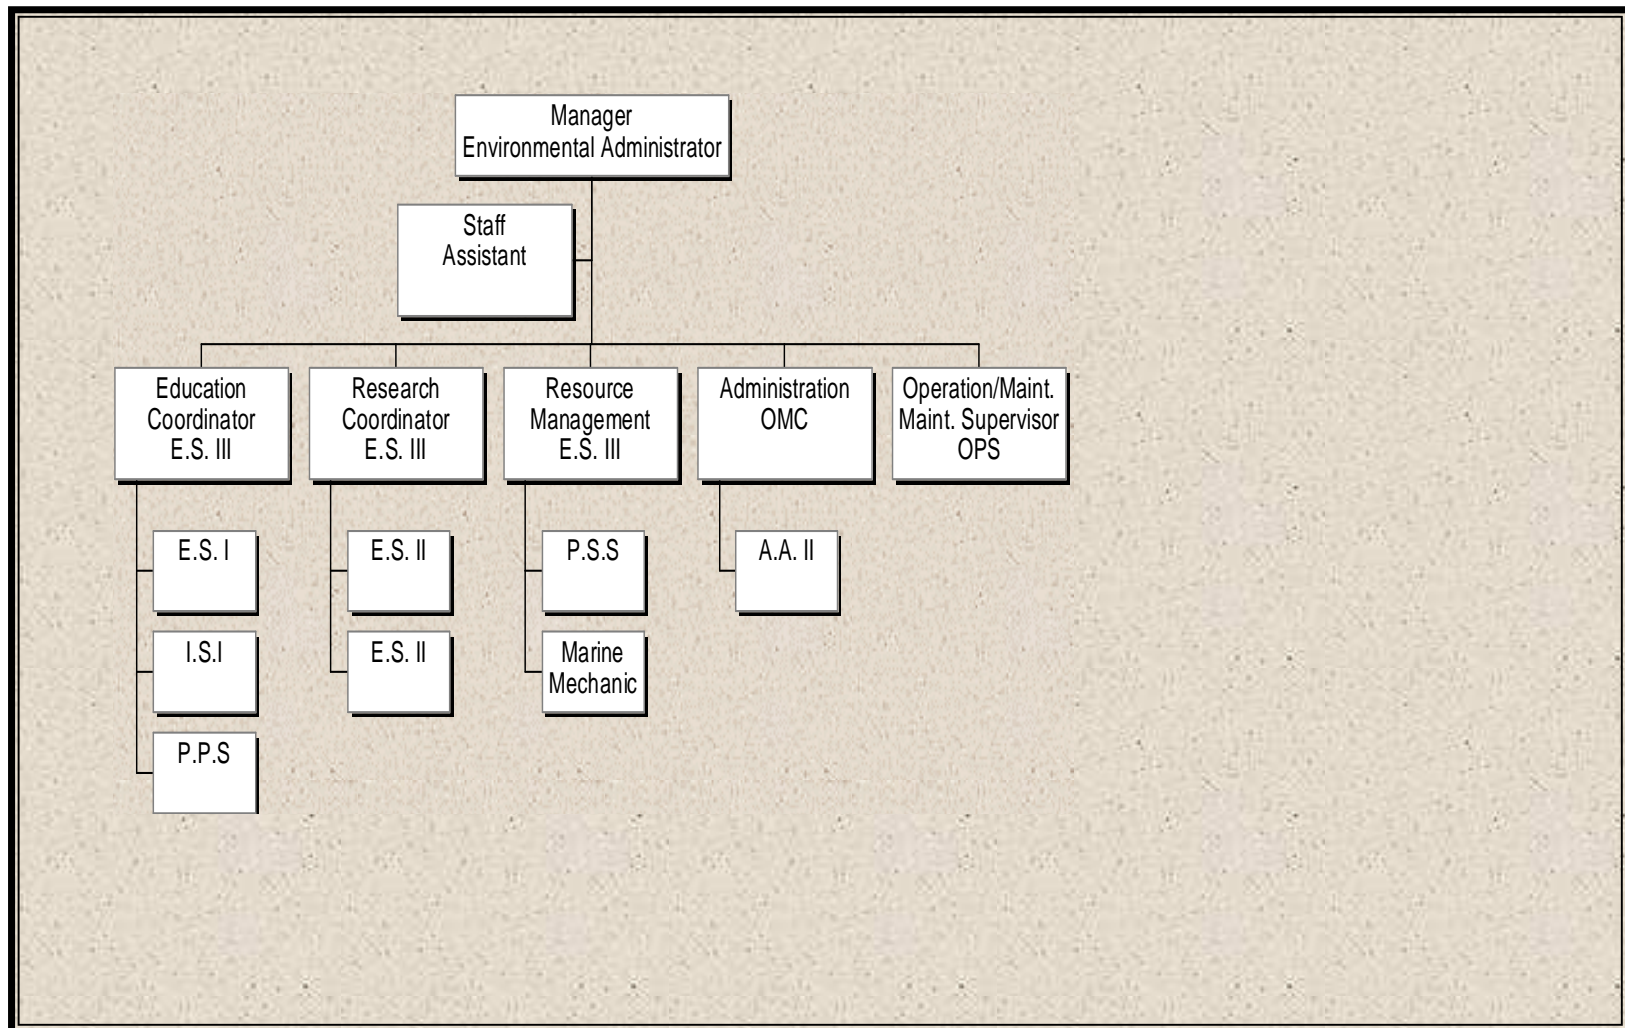 Manager
Environmental Administrator
Staff
Assistant
Education
Coordinator
E.S. III
Research
Coordinator
E.S. III
Resource
Management
E.S. III
Administration
OMC
Operation/Maint.
Maint. Supervisor
OPS
E.S. I
I.S.I
P.P.S
E.S. II
E.S. II
P.S.S
Marine
Mechanic
A.A. II